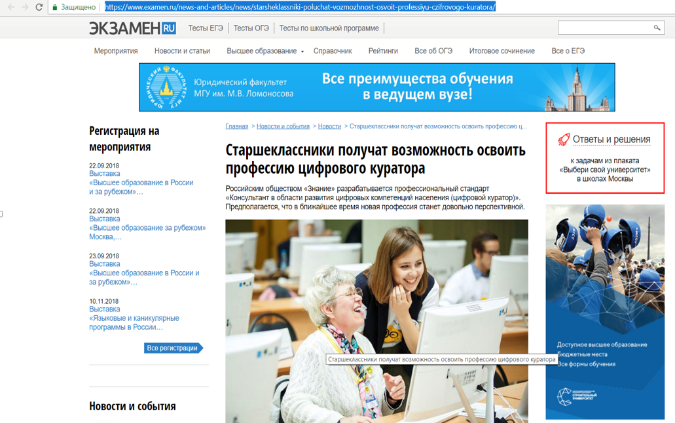 Защищено
https://www.examen.ru/news-and-articles/news/starsheklassniki-poluchat-vozmozhnost-osvoit-professiyu-czifrovogo-kuratora/
ЭКЗАМЕН RU
Тесты ЕГЭ
Тесты ОГЭ
Тесты по школьной программе
Мероприятия
Новости и статьи
Высшее образование
Справочник
Рейтинги
Все об ОГЭ
Итоговое сочинение
Все о ЕГЭ
Юридический факультет
МГУ им. М.В. Ломоносова
Все преимущества обучения
в ведущем вузе!
Регистрация на
мероприятия
22.09.2018
Выставка
«Высшее образование в России
и за рубежом»…
22.09.2018
Выставка
«Высшее образование за рубежом»
Москва,…
23.09.2018
Выставка
«Высшее образование в России и
за рубежом»…
10.11.2018
Выставка
«Языковые и каникулярные
программы в России…
Все регистрации
Новости и события
Главная > Новости и события > Новости > Старшеклассники получат возможность освоить профессию ц...
Старшеклассники получат возможность освоить
профессию цифрового куратора
Российским обществом «Знание» разрабатывается профессиональный стандарт
«Консультант в области развития цифровых компетенций населения (цифровой куратор)».
Предполагается, что в ближайшее время новая профессия станет довольно перспективной.
Старшеклассники получат возможность освоить профессию цифрового куратора
Ответы и решения
к задачам из плаката
«Выбери свой университет»
в школах Москвы
Доступное высшее образование
Бюджетные места
Все формы обучения
СТРОИТЕЛЬНЫЙ
УНИВЕРСИТЕТ